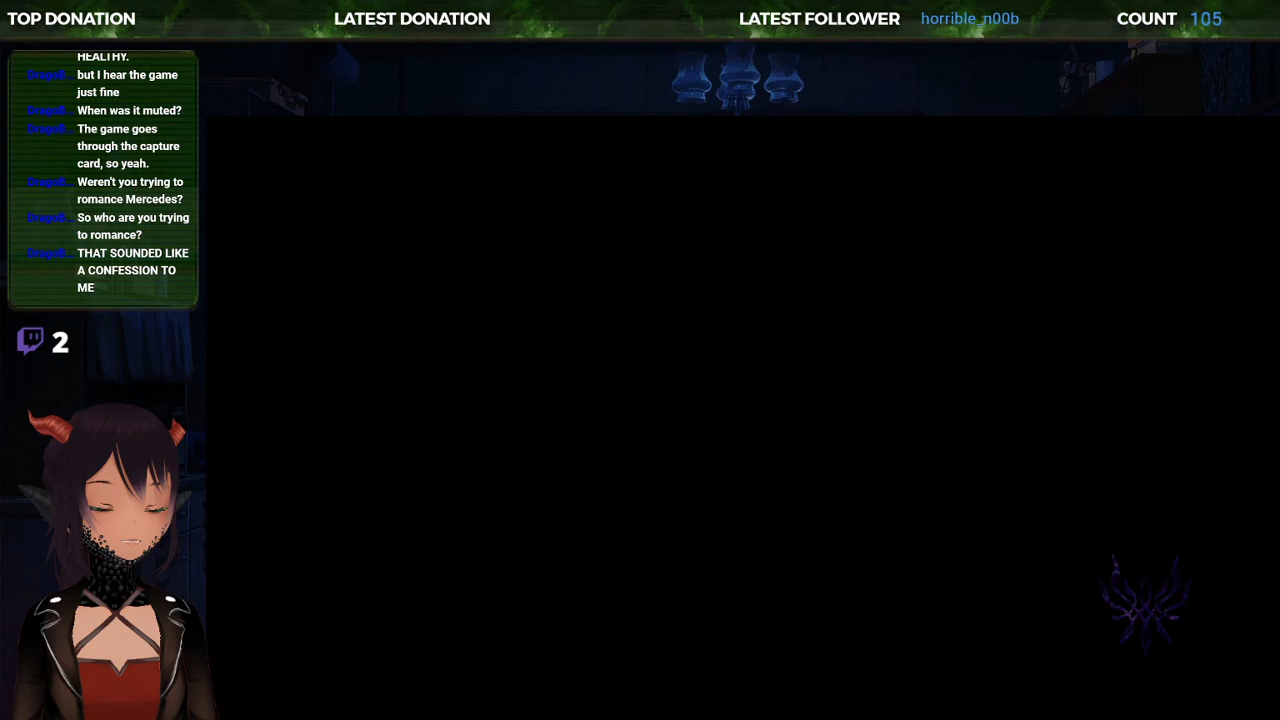 TOP DONATION
LATEST DONATION
LATEST FOLLOWER horrible_n00b
COUNT 105
HEALTHY.
but I hear the game
just fine
When was it muted?
The game goes
through the capture
card, so yeah.
Weren't you trying to
romance Mercedes?
So who are you trying
to romance?
THAT SOUNDED LIKE
A CONFESSION TO
ME
2